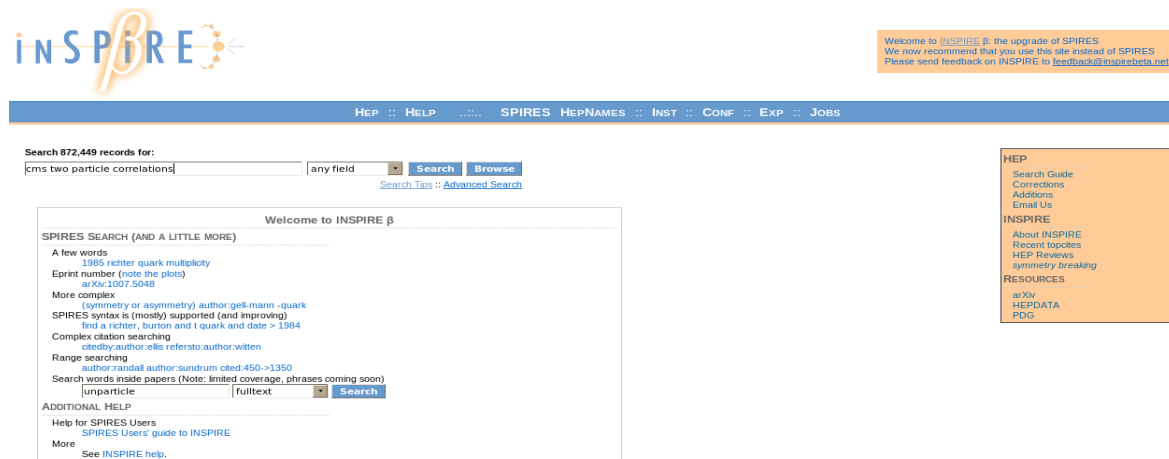 iNSPβIRE
Welcome to INSPIRE β: the upgrade of SPIRES
We now recommend that you use this site instead of SPIRES
Please send feedback on INSPIRE to feedback@inspirebeta.net
HEP :: HELP ..::.. SPIRES HEPNAMES :: INST :: CONF :: EXP :: JOBS
Search 872,449 records for:
cms two particle correlations any field Search Browse
Search Tips :: Advanced Search
Welcome to INSPIRE β
SPIRES SEARCH (AND A LITTLE MORE)
A few words
1985 richter quark multiplicity
Eprint number (note the plots)
arXiv:1007.5048
More complex
(symmetry or asymmetry) author:gell-mann -quark
SPIRES syntax is (mostly) supported (and improving)
find a richter, burton and t quark and date > 1984
Complex citation searching
citedby:author:ellis refersto:author:witten
Range searching
author:randall author:sundrum cited:450->1350
Search words inside papers (Note: limited coverage, phrases coming soon)
unparticle fulltext Search
ADDITIONAL HELP
Help for SPIRES Users
SPIRES Users' guide to INSPIRE
More
See INSPIRE help.
HEP
Search Guide
Corrections
Additions
Email Us
INSPIRE
About INSPIRE
Recent topcites
HEP Reviews
symmetry breaking
RESOURCES
arXiv
HEPDATA
PDG